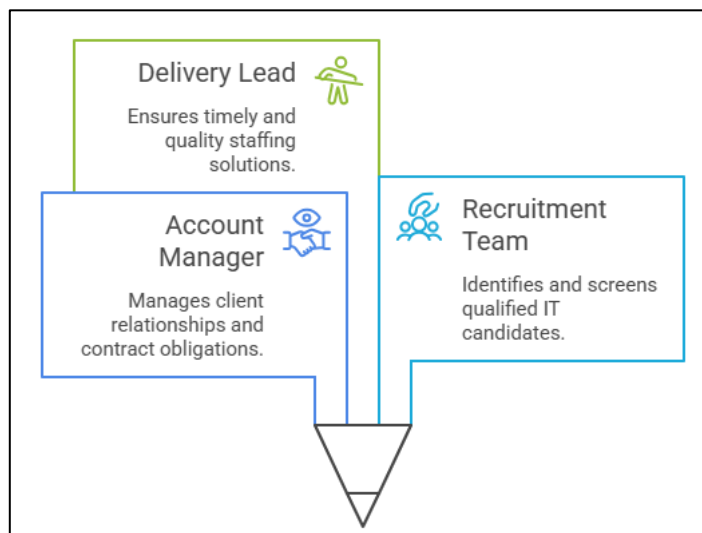 Delivery Lead
Ensures timely and
quality staffing
solutions.
Account
Manager
Manages client
relationships and
contract obligations.
Recruitment
Team
Identifies and screens
qualified IT
candidates.